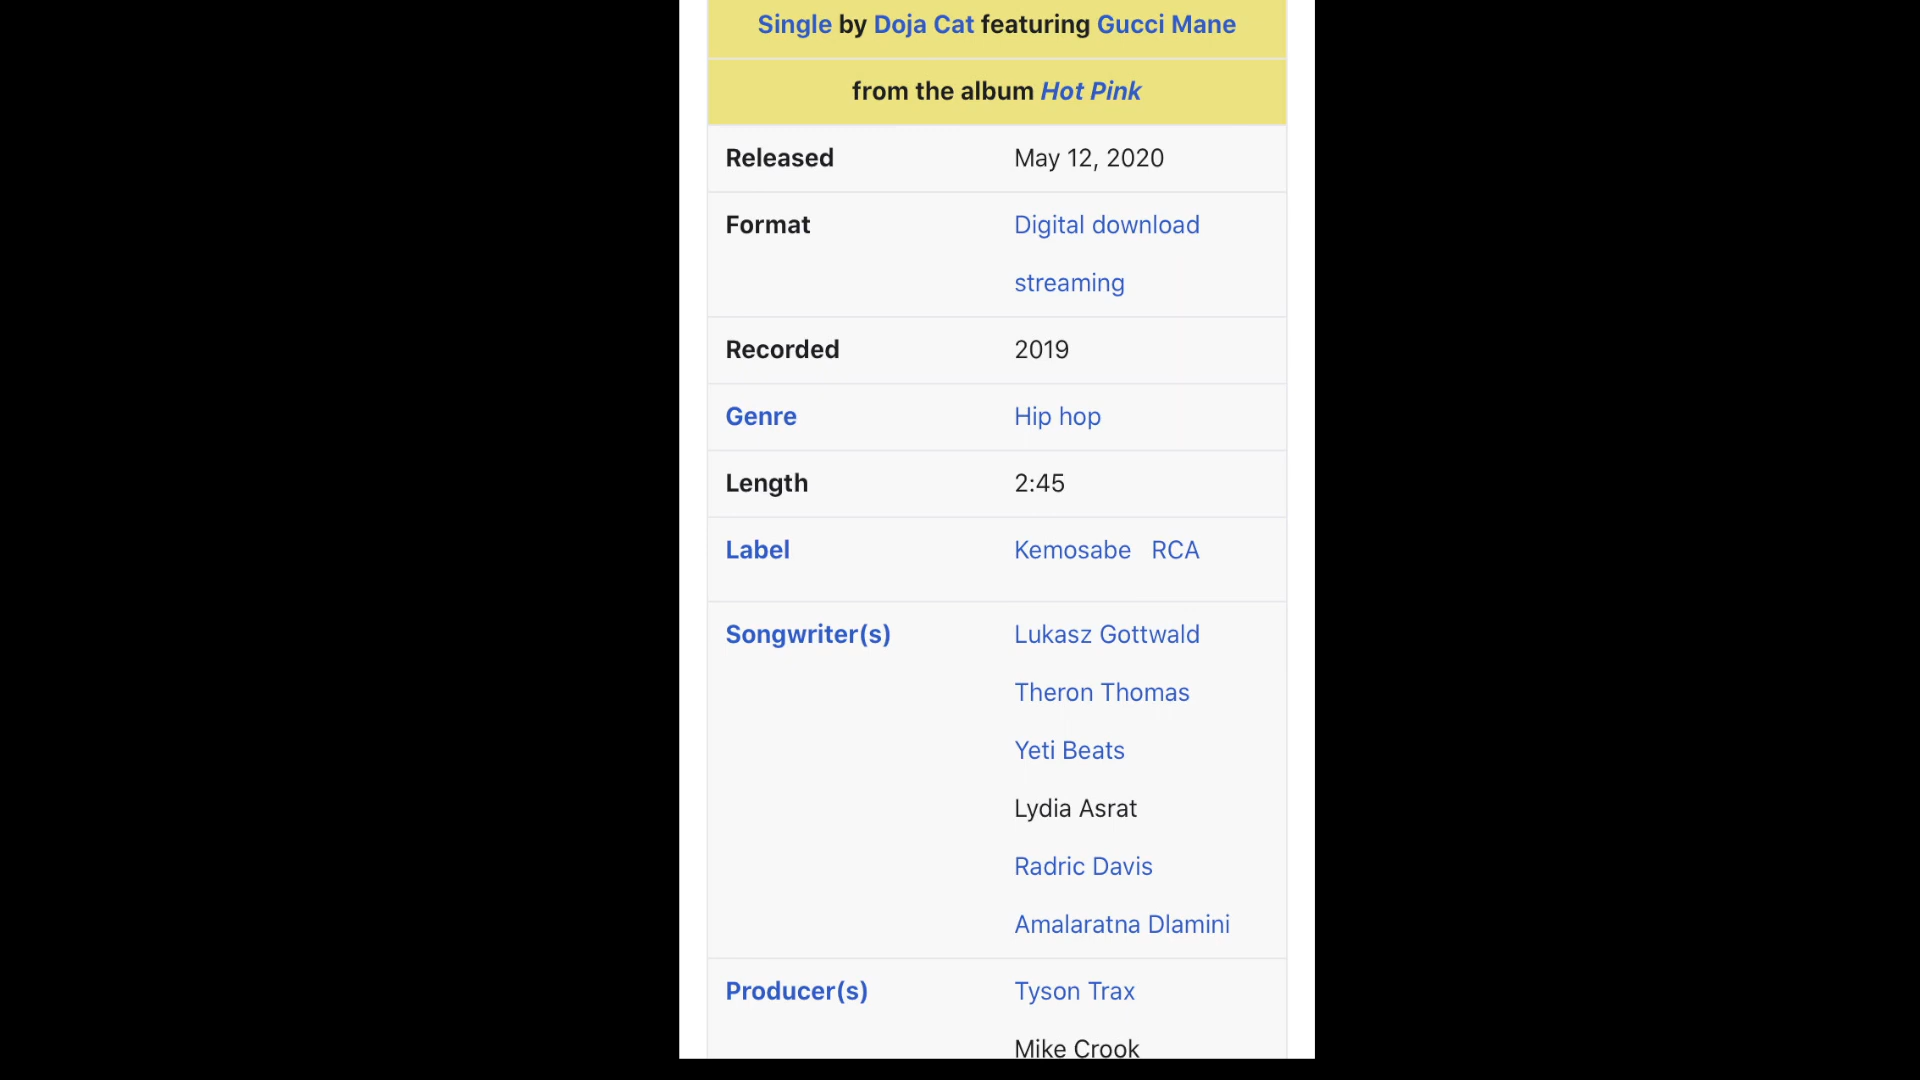 Single by Doja Cat featuring Gucci Mane
from the album Hot Pink
Released May 12, 2020
Format Digital download
streaming
Recorded 2019
Genre Hip hop
Length 2:45
Label Kemosabe RCA
Songwriter(s) Lukasz Gottwald
Theron Thomas
Yeti Beats
Lydia Asrat
Radric Davis
Amalaratna Dlamini
Producer(s) Tyson Trax
Mike Crook